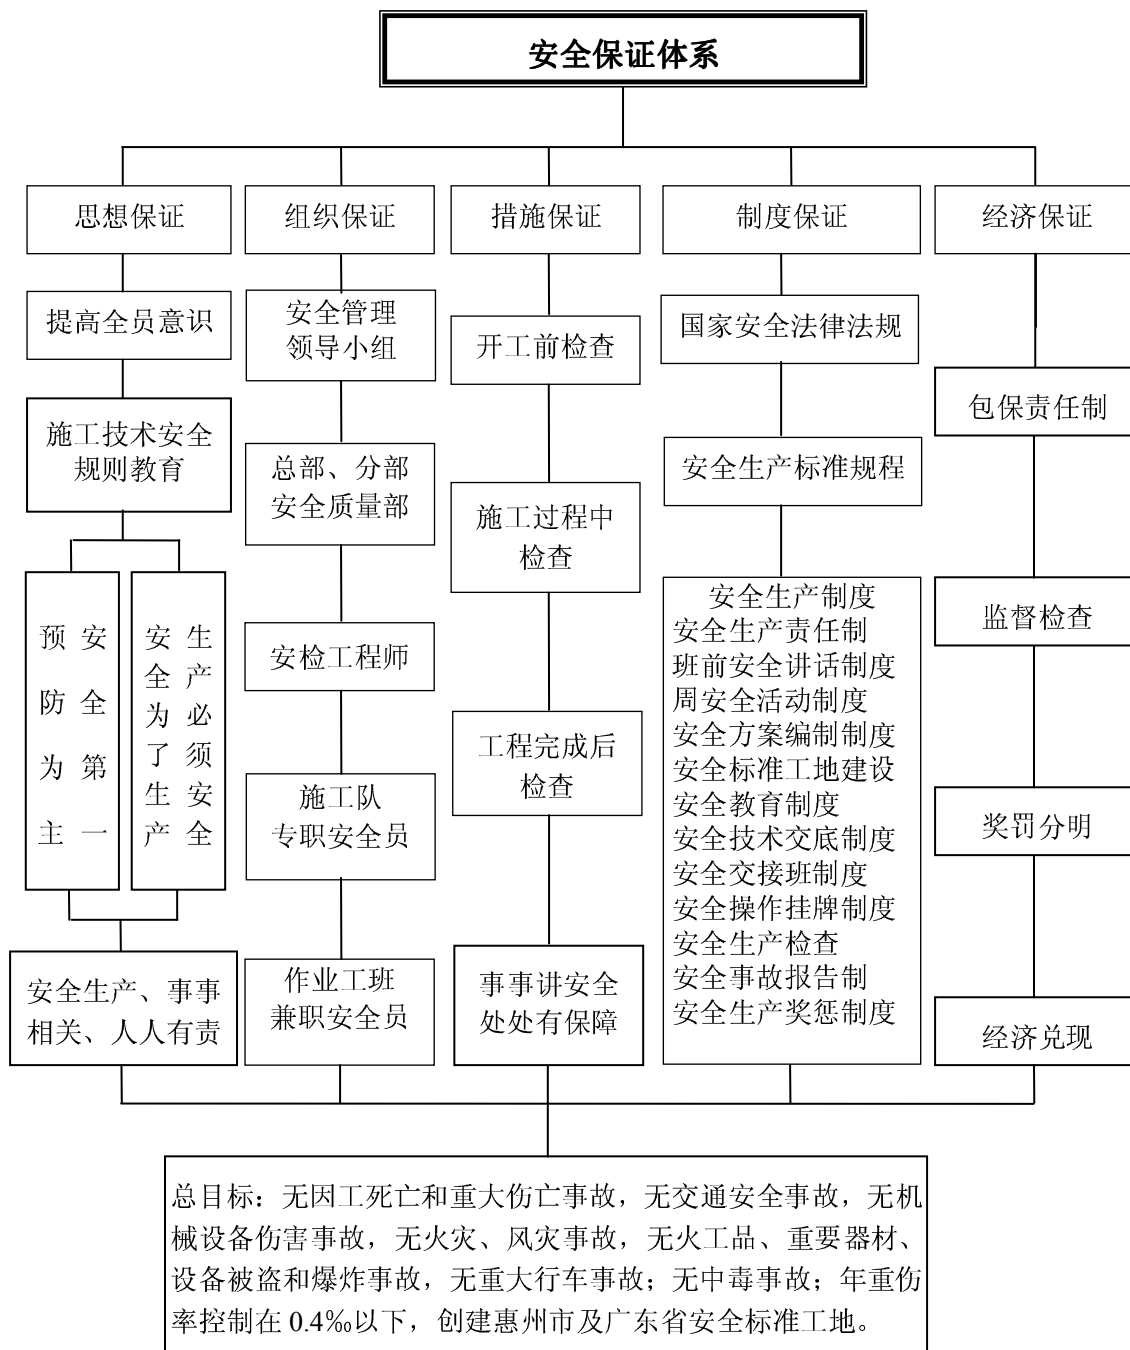 安全保证体系
思想保证
组织保证
措施保证
制度保证
经济保证
提高全员意识
施工技术安全
规则教育
安全第一
预防为主
生产必须安全
安全为了生产
安全生产、事事
相关、人人有责
安全管理
领导小组
总部、分部
安全质量部
安检工程师
施工队
专职安全员
作业工班
兼职安全员
开工前检查
施工过程中
检查
工程完成后
检查
事事讲安全
处处有保障
国家安全法律法规
安全生产标准规程
安全生产制度
安全生产责任制
班前安全讲话制度
周安全活动制度
安全方案编制制度
安全标准工地建设
安全教育制度
安全技术交底制度
安全交接班制度
安全操作挂牌制度
安全生产检查
安全事故报告制
安全生产奖惩制度
包保责任制
监督检查
奖罚分明
经济兑现
总目标：无因工死亡和重大伤亡事故，无交通安全事故，无机
械设备伤害事故，无火灾、风灾事故，无火工品、重要器材、
设备被盗和爆炸事故，无重大行车事故；无中毒事故；年重伤
率控制在 0.4‰以下，创建惠州市及广东省安全标准工地。